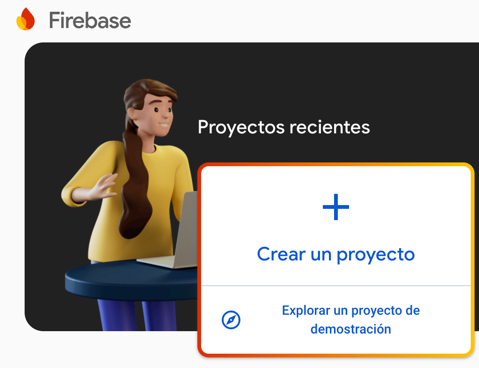 Firebase
Proyectos recientes
Crear un proyecto
Explorar un proyecto de
demostración